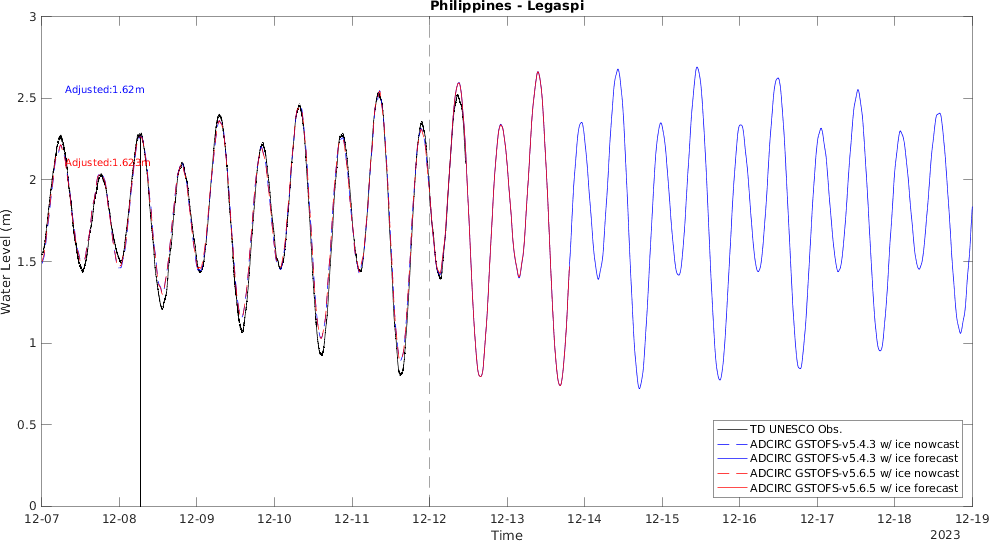 Philippines - Legaspi
3
2.5
2
1.5
1
0.5
0
Water Level (m)
Adjusted:1.62m
Adjusted:1.623m
TD UNESCO Obs.
ADCIRC GSTOFS-v5.4.3 w/ ice nowcast
ADCIRC GSTOFS-v5.4.3 w/ ice forecast
ADCIRC GSTOFS-v5.6.5 w/ ice nowcast
ADCIRC GSTOFS-v5.6.5 w/ ice forecast
12-07 12-08 12-09 12-10 12-11 12-12 12-13 12-14 12-15 12-16 12-17 12-18 12-19
Time
2023